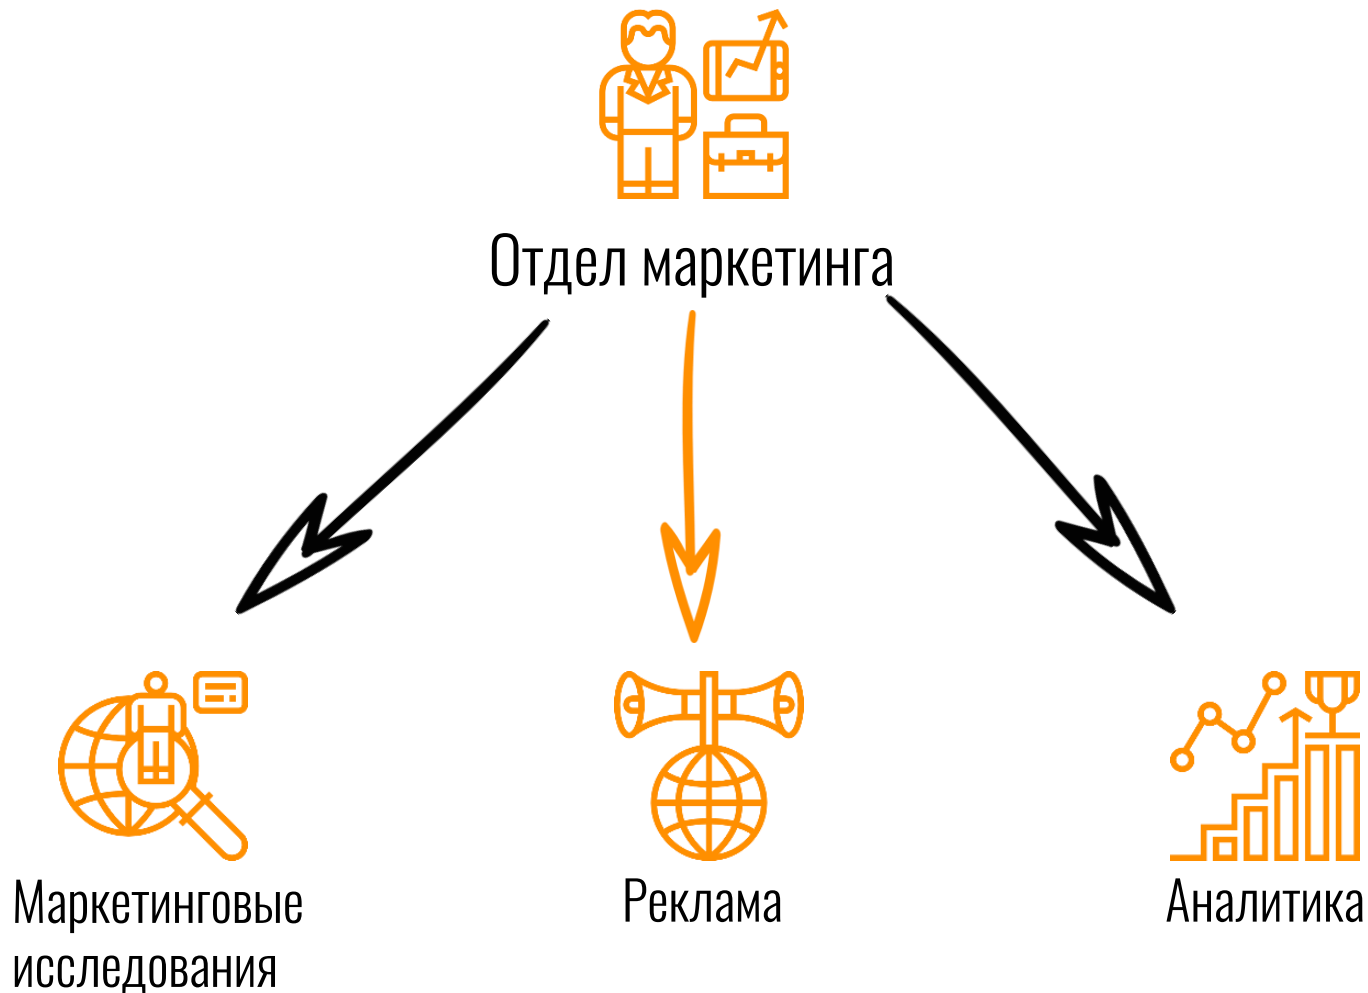 Отдел маркетинга
Маркетинговые
исследования
Реклама
Аналитика